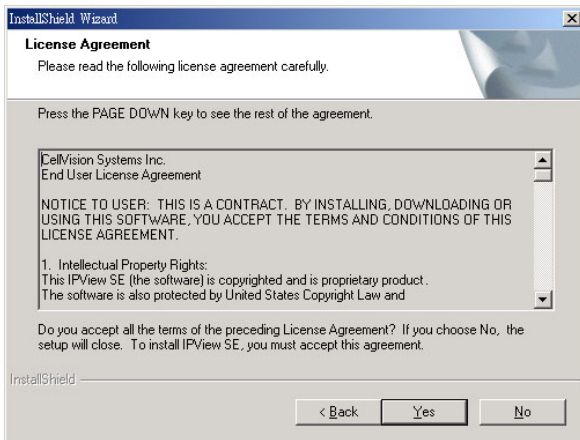 InstallShield Wizard
License Agreement
Please read the following license agreement carefully.
Press the PAGE DOWN key to see the rest of the agreement.
CellVision Systems Inc.
End User License Agreement
NOTICE TO USER:  THIS IS A CONTRACT.  BY INSTALLING, DOWNLOADING OR
USING THIS SOFTWARE, YOU ACCEPT THE TERMS AND CONDITIONS OF THIS
LICENSE AGREEMENT.
1.  Intellectual Property Rights:
This IPView SE (the software) is copyrighted and is proprietary product .
The software is also protected by United States Copyright Law and
Do you accept all the terms of the preceding License Agreement?  If you choose No,  the
setup will close.  To install IPView SE, you must accept this agreement.
InstallShield
< Back
Yes
No